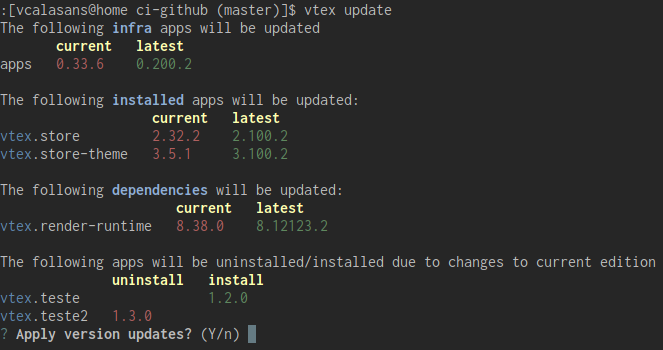 :[vcalasans@home ci-github (master)]$ vtex update
The following infra apps will be updated
current latest
apps 0.33.6 0.200.2
The following installed apps will be updated:
current latest
vtex.store 2.32.2 2.100.2
vtex.store-theme 3.5.1 3.100.2
The following dependencies will be updated:
current latest
vtex.render-runtime 8.38.0 8.12123.2
The following apps will be uninstalled/installed due to changes to current edition
uninstall install
vtex.teste 1.2.0
vtex.teste2 1.3.0
? Apply version updates? (Y/n)